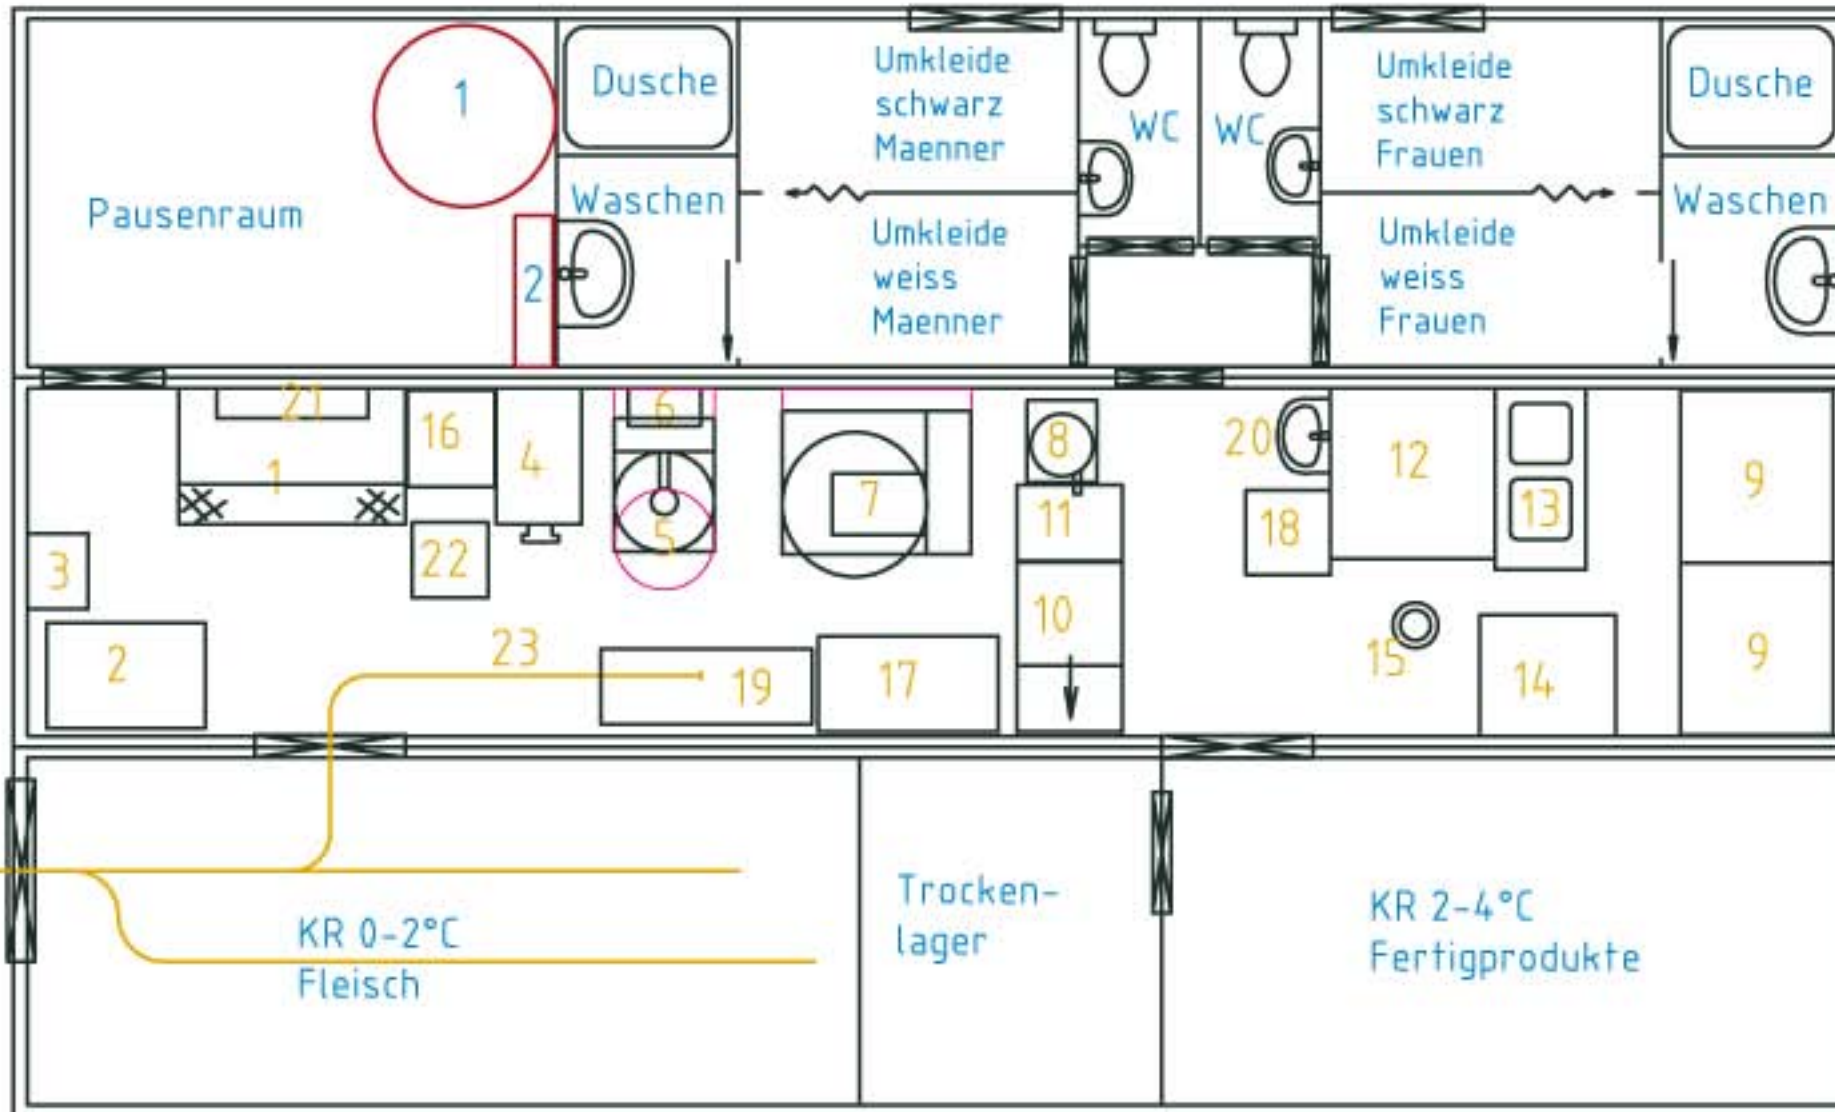 1
Dusche
Umkleide
schwarz
Maenner
WC
WC
Umkleide
schwarz
Frauen
Dusche
Pausenraum
2
Waschen
Umkleide
weiss
Maenner
Umkleide
weiss
Frauen
Waschen
21
1
16
4
6
5
7
8
11
10
20
12
13
9
18
3
22
2
23
19
17
15
14
9
KR 0-2°C
Fleisch
Trocken-
lager
KR 2-4°C
Fertigprodukte